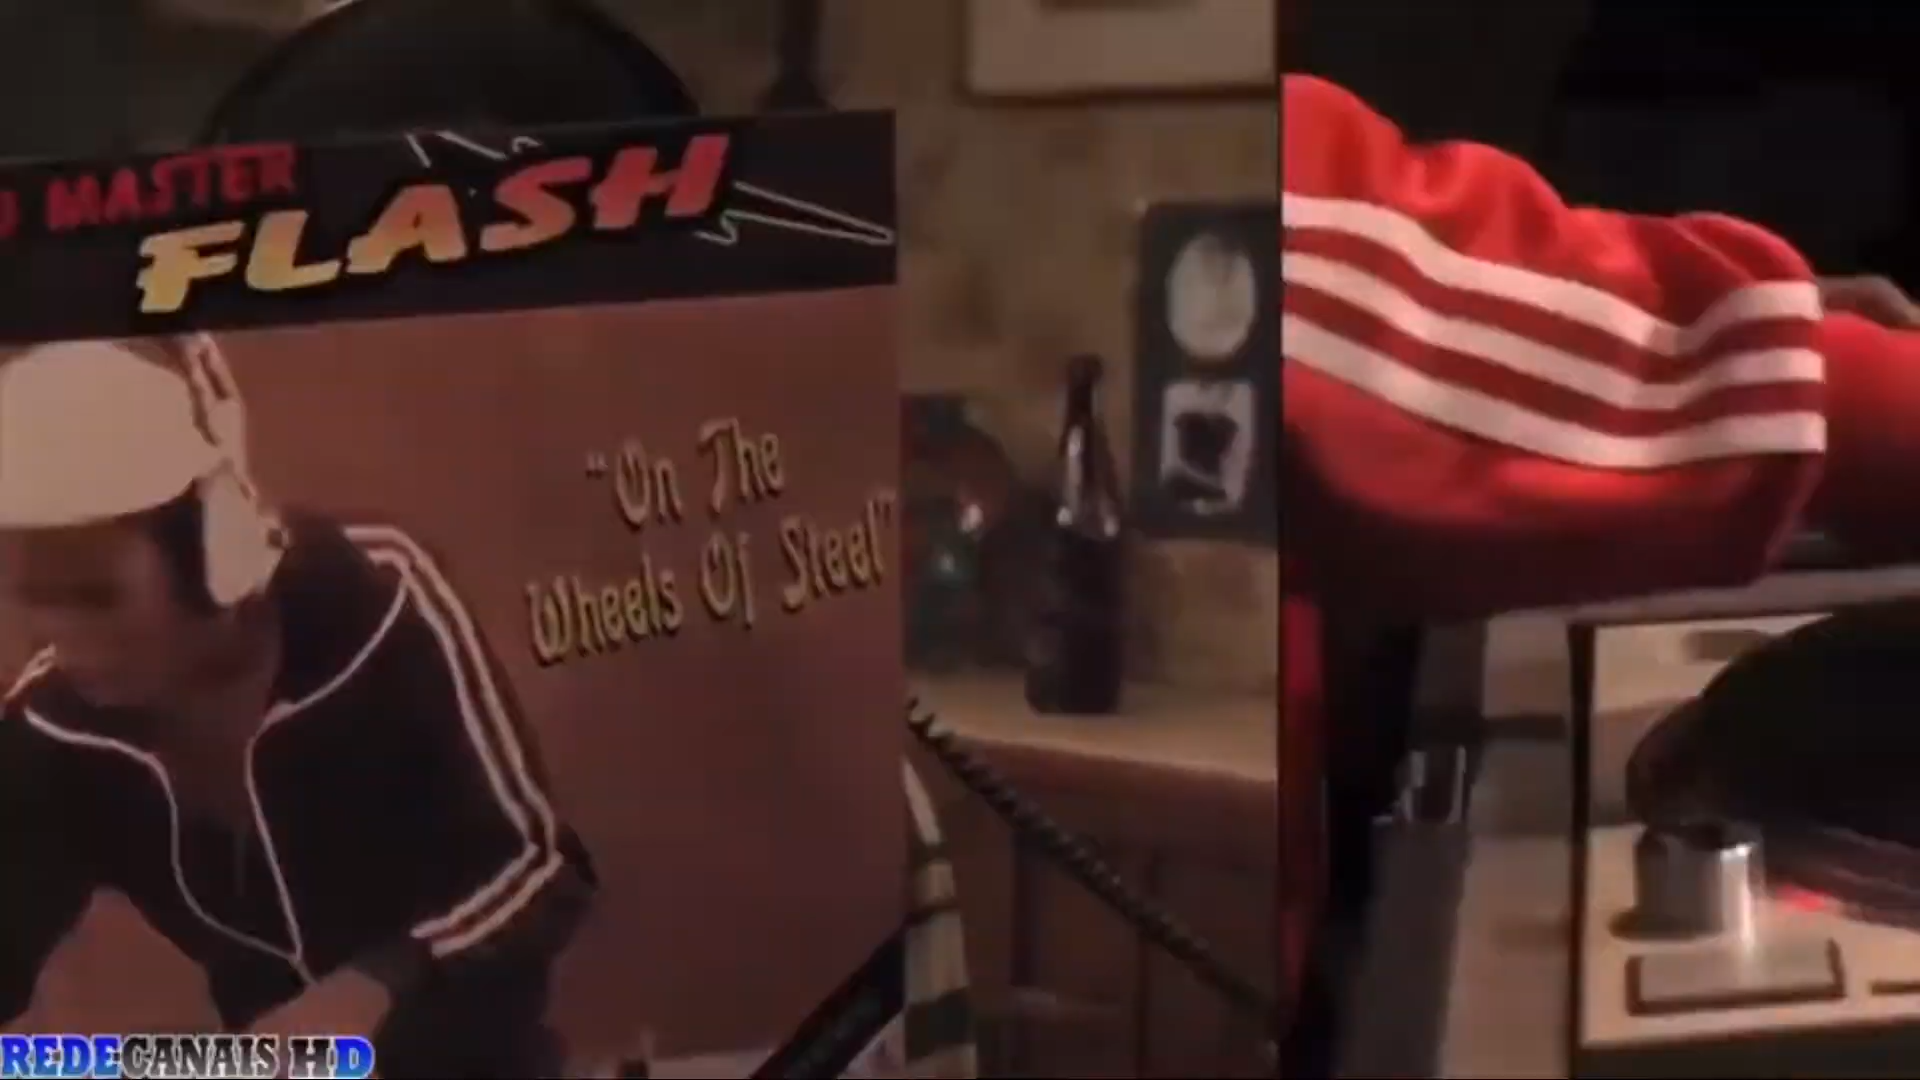 MASTER
FLASH
"On The
Wheels Of Steel"
REDECANAIS HD